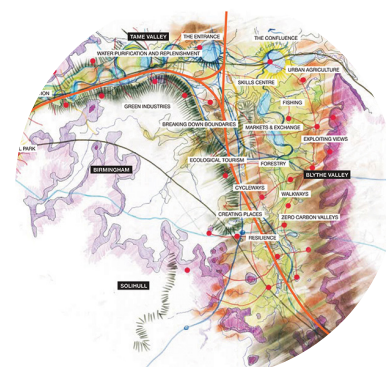 TAME VALLEY
THE ENTRANCE
THE CONFLUENCE
WATER PURIFICATION AND REPLENISHMENT
URBAN AGRICULTURE
SKILLS CENTRE
ION
FISHING
GREEN INDUSTRIES
BREAKING DOWN BOUNDARIES
MARKETS & EXCHANGE
EXPLOITING VIEWS
L PARK
ECOLOGICAL TOURISM
FORESTRY
BIRMINGHAM
BLYTHE VALLEY
CYCLEWAYS
WALKWAYS
CREATING PLACES
ZERO CARBON VALLEYS
RESILIENCE
SOLIHULL